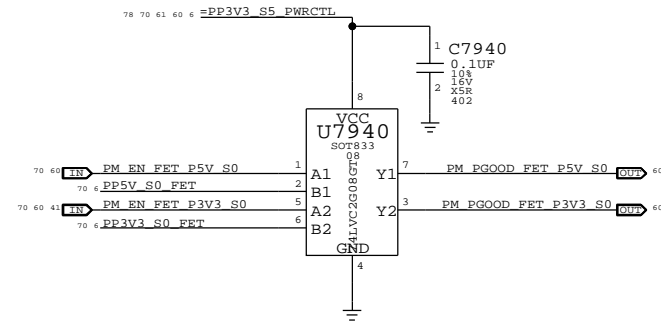 78 70 61 60 6 =PP3V3_S5_PWRCTL
1 C7940
0.1UF
10%
16V
2 X5R
402
8
VCC
U7940
SOT833
08
74LVC2G08GT
70 60 IN PM_EN_FET_P5V_S0 1 A1 Y1 7 PM_PGOOD_FET_P5V_S0 OUT 60
70 6 PP5V_S0_FET 2 B1
70 60 41 IN PM_EN_FET_P3V3_S0 5 A2 Y2 3 PM_PGOOD_FET_P3V3_S0 OUT 60
70 6 PP3V3_S0_FET 6 B2
GND
4